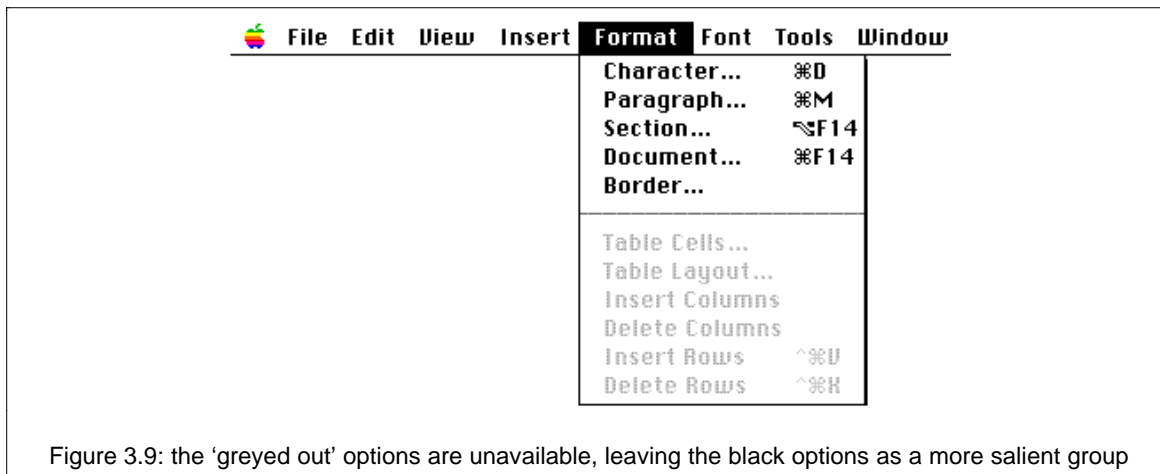 File Edit View Insert Format Font Tools Window
Character... ⌘D
Paragraph... ⌘M
Section... ⌥F14
Document... ⌘F14
Border...
Table Cells...
Table Layout...
Insert Columns
Delete Columns
Insert Rows ^⌘V
Delete Rows ^⌘X
Figure 3.9: the ‘greyed out’ options are unavailable, leaving the black options as a more salient group